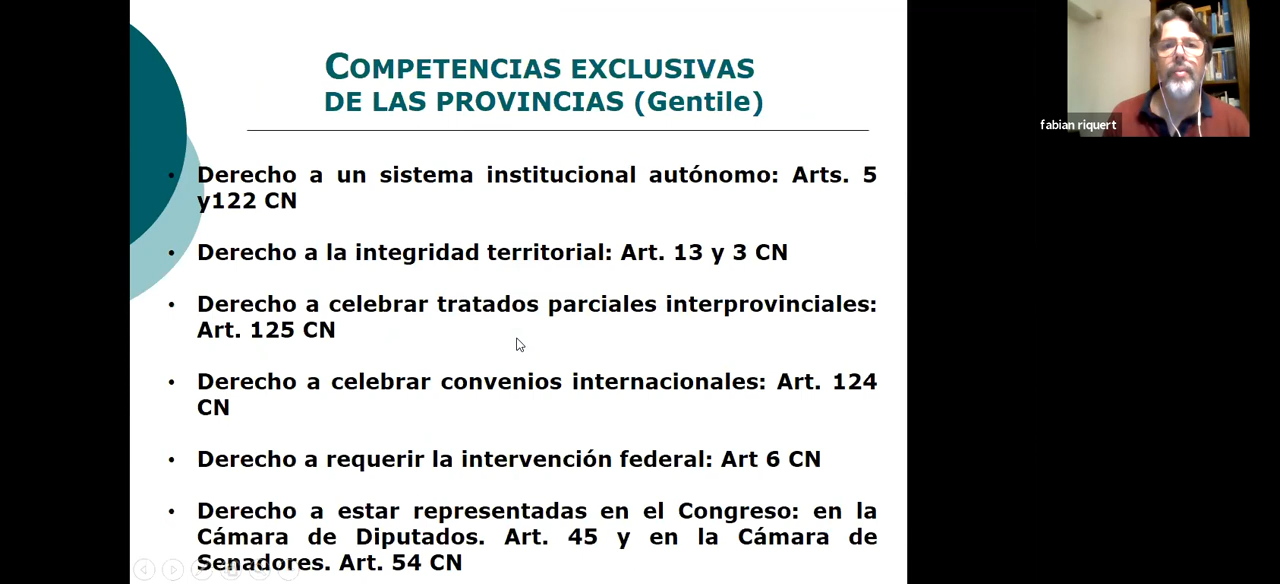 COMPETENCIAS EXCLUSIVAS
DE LAS PROVINCIAS (Gentile)
• Derecho a un sistema institucional autónomo: Arts. 5
y122 CN
• Derecho a la integridad territorial: Art. 13 y 3 CN
• Derecho a celebrar tratados parciales interprovinciales:
Art. 125 CN
• Derecho a celebrar convenios internacionales: Art. 124
CN
• Derecho a requerir la intervención federal: Art 6 CN
• Derecho a estar representadas en el Congreso: en la
Cámara de Diputados. Art. 45 y en la Cámara de
Senadores. Art. 54 CN
fabian riquert